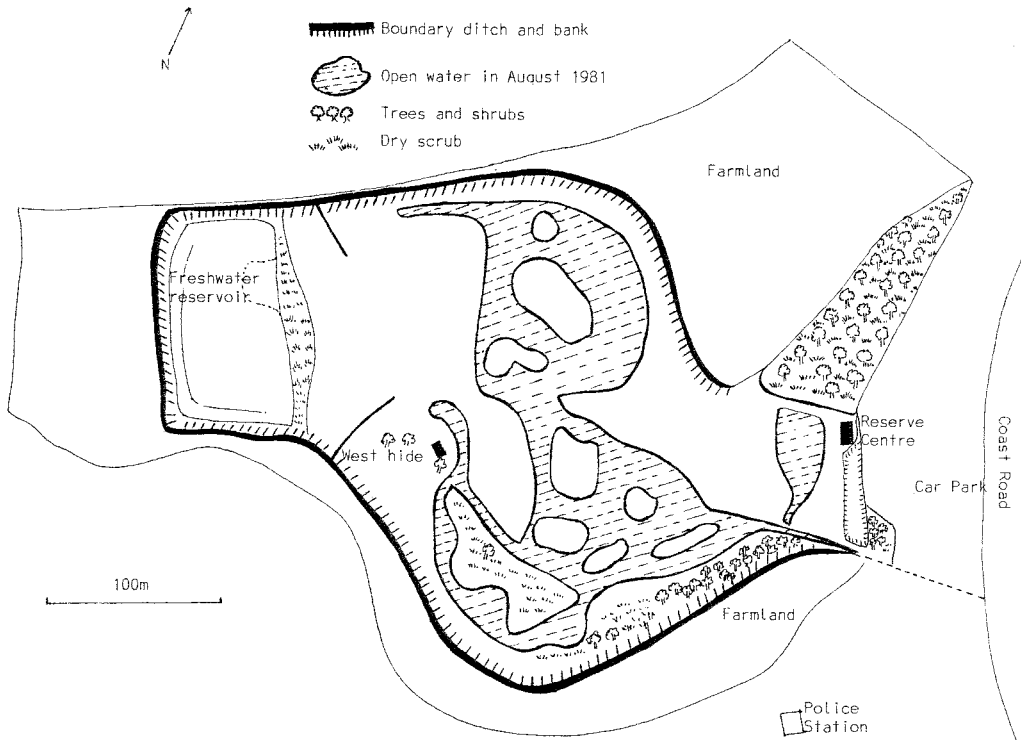 N
Boundary ditch and bank
Open water in August 1981
Trees and shrubs
Dry scrub
Farmland
Freshwater
reservoir
West hide
Reserve
Centre
Car Park
Coast Road
100m
Farmland
Police
Station